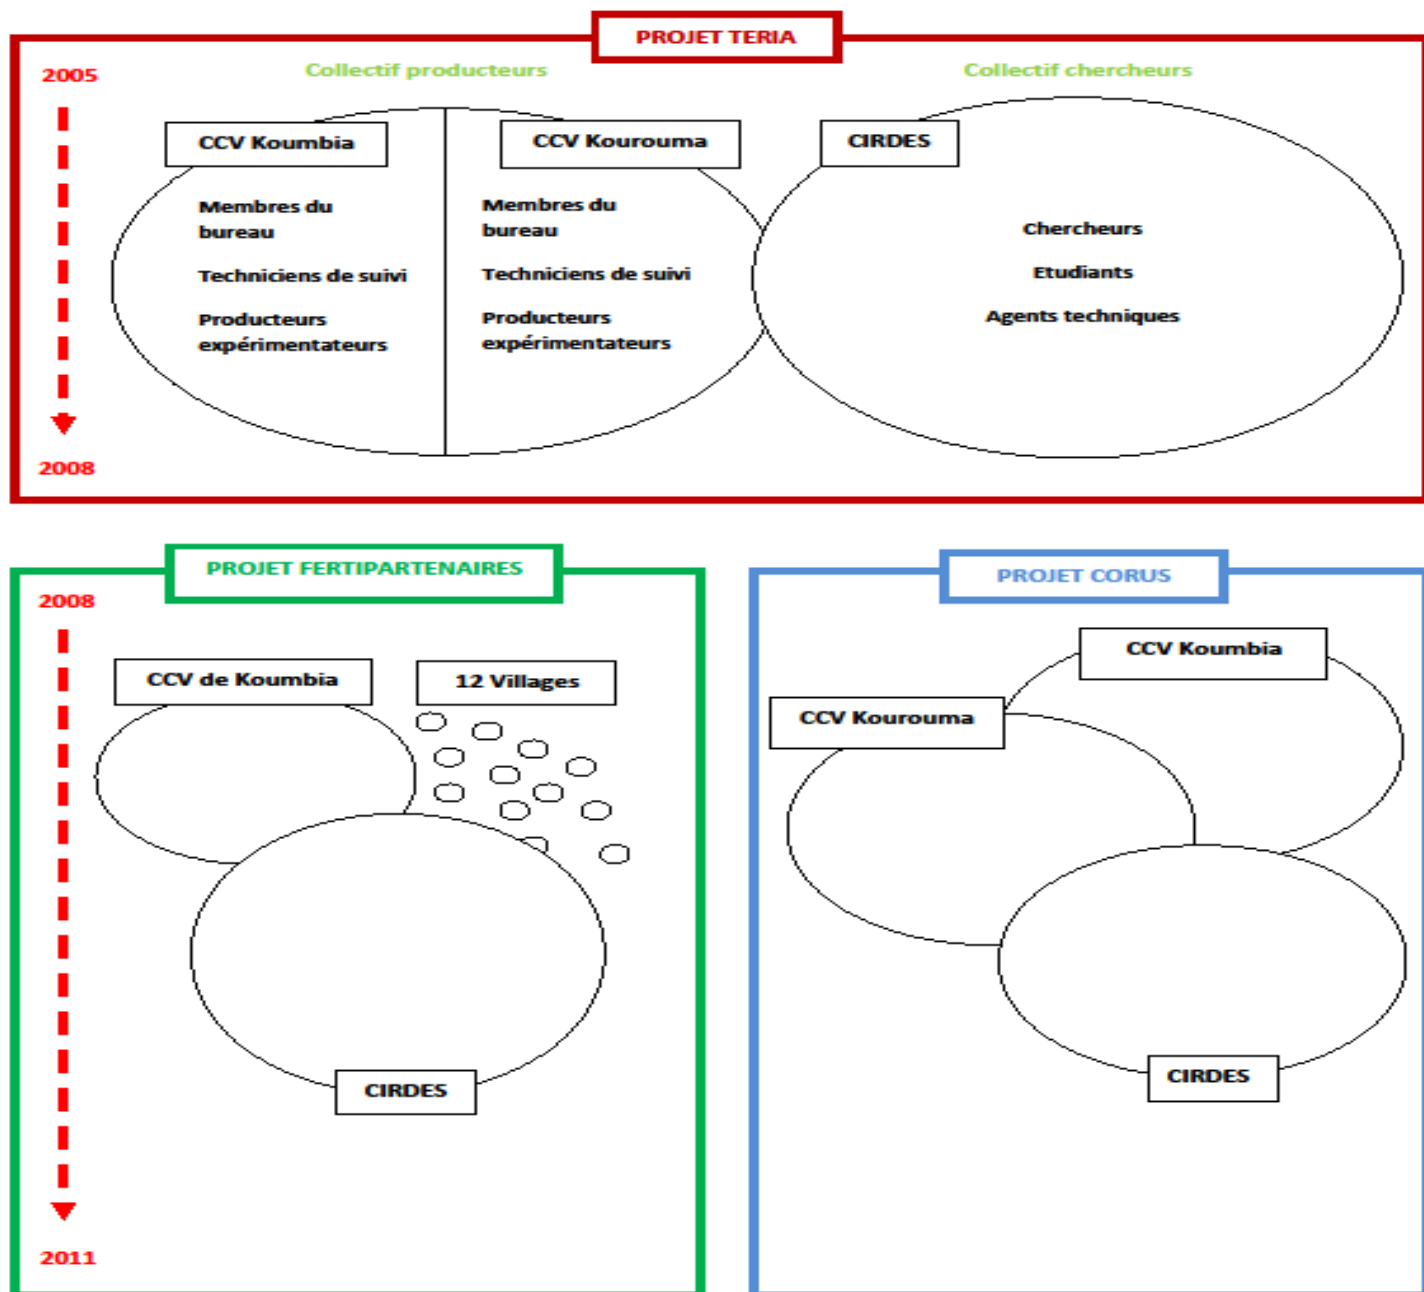 PROJET TERIA
2005
Collectif producteurs
Collectif chercheurs
CCV Koumbia
CCV Kourouma
CIRDES
Membres du
bureau
Techniciens de suivi
Producteurs
expérimentateurs
Membres du
bureau
Techniciens de suivi
Producteurs
expérimentateurs
Chercheurs
Etudiants
Agents techniques
2008
PROJET FERTIPARTENAIRES
2008
CCV de Koumbia
12 Villages
CIRDES
2011
PROJET CORUS
CCV Koumbia
CCV Kourouma
CIRDES